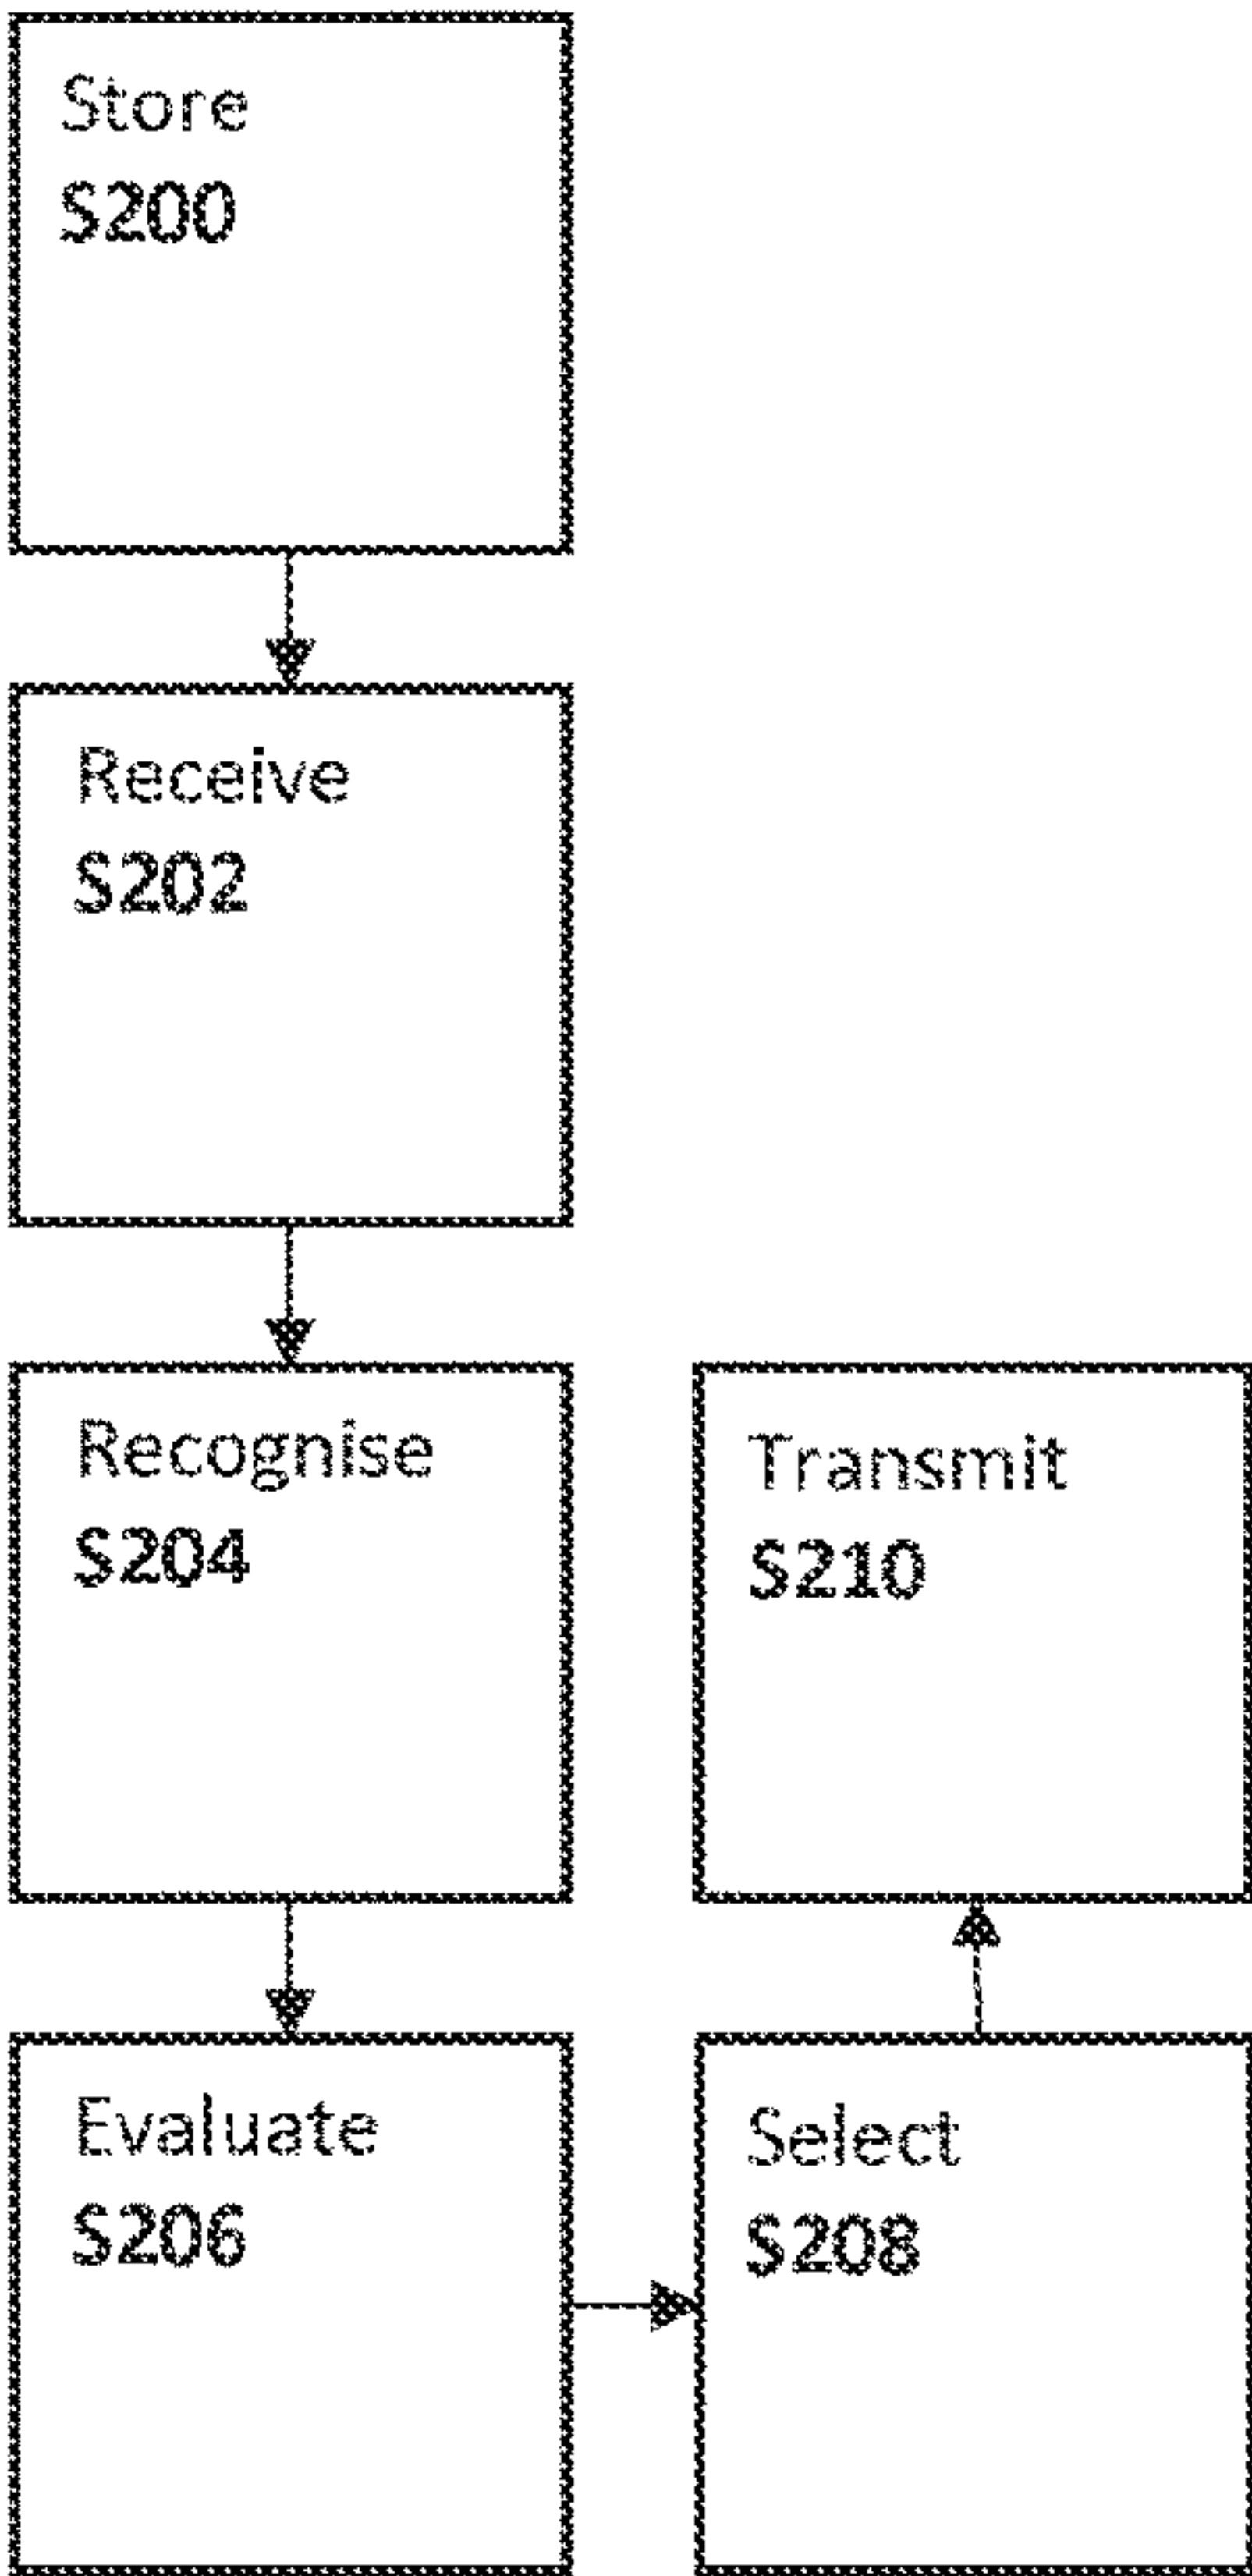 Store
S200
Receive
S202
Recognise
S204
Evaluate
S206
Select
S208
Transmit
S210